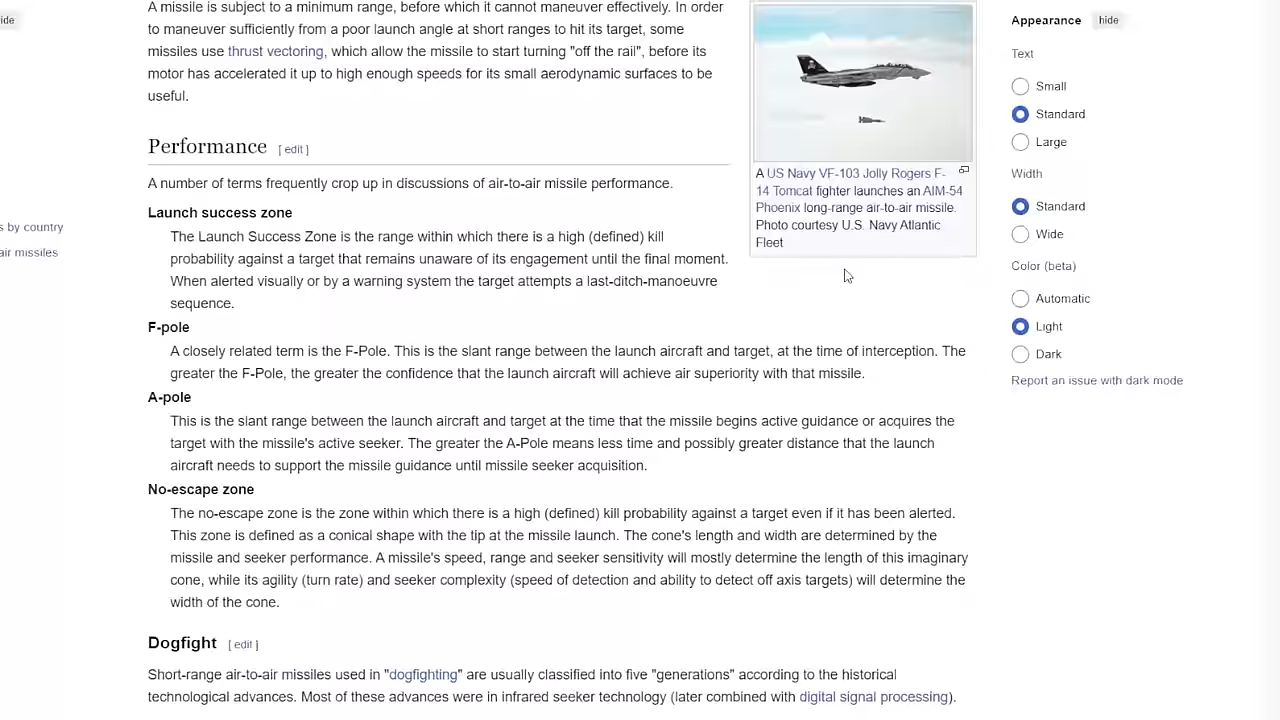 ide
A missile is subject to a minimum range, before which it cannot maneuver effectively. In order
to maneuver sufficiently from a poor launch angle at short ranges to hit its target, some
missiles use thrust vectoring, which allow the missile to start turning "off the rail", before its
motor has accelerated it up to high enough speeds for its small aerodynamic surfaces to be
useful.
Performance [ edit ]
A number of terms frequently crop up in discussions of air-to-air missile performance.
Launch success zone
The Launch Success Zone is the range within which there is a high (defined) kill
probability against a target that remains unaware of its engagement until the final moment.
When alerted visually or by a warning system the target attempts a last-ditch-manoeuvre
sequence.
F-pole
A closely related term is the F-Pole. This is the slant range between the launch aircraft and target, at the time of interception. The
greater the F-Pole, the greater the confidence that the launch aircraft will achieve air superiority with that missile.
A-pole
This is the slant range between the launch aircraft and target at the time that the missile begins active guidance or acquires the
target with the missile's active seeker. The greater the A-Pole means less time and possibly greater distance that the launch
aircraft needs to support the missile guidance until missile seeker acquisition.
No-escape zone
The no-escape zone is the zone within which there is a high (defined) kill probability against a target even if it has been alerted.
This zone is defined as a conical shape with the tip at the missile launch. The cone's length and width are determined by the
missile and seeker performance. A missile's speed, range and seeker sensitivity will mostly determine the length of this imaginary
cone, while its agility (turn rate) and seeker complexity (speed of detection and ability to detect off axis targets) will determine the
width of the cone.
Dogfight [ edit ]
Short-range air-to-air missiles used in "dogfighting" are usually classified into five "generations" according to the historical
technological advances. Most of these advances were in infrared seeker technology (later combined with digital signal processing).
s by country
air missiles
A US Navy VF-103 Jolly Rogers F-
14 Tomcat fighter launches an AIM-54
Phoenix long-range air-to-air missile.
Photo courtesy U.S. Navy Atlantic
Fleet
Appearance hide
Text
Small
Standard
Large
Width
Standard
Wide
Color (beta)
Automatic
Light
Dark
Report an issue with dark mode